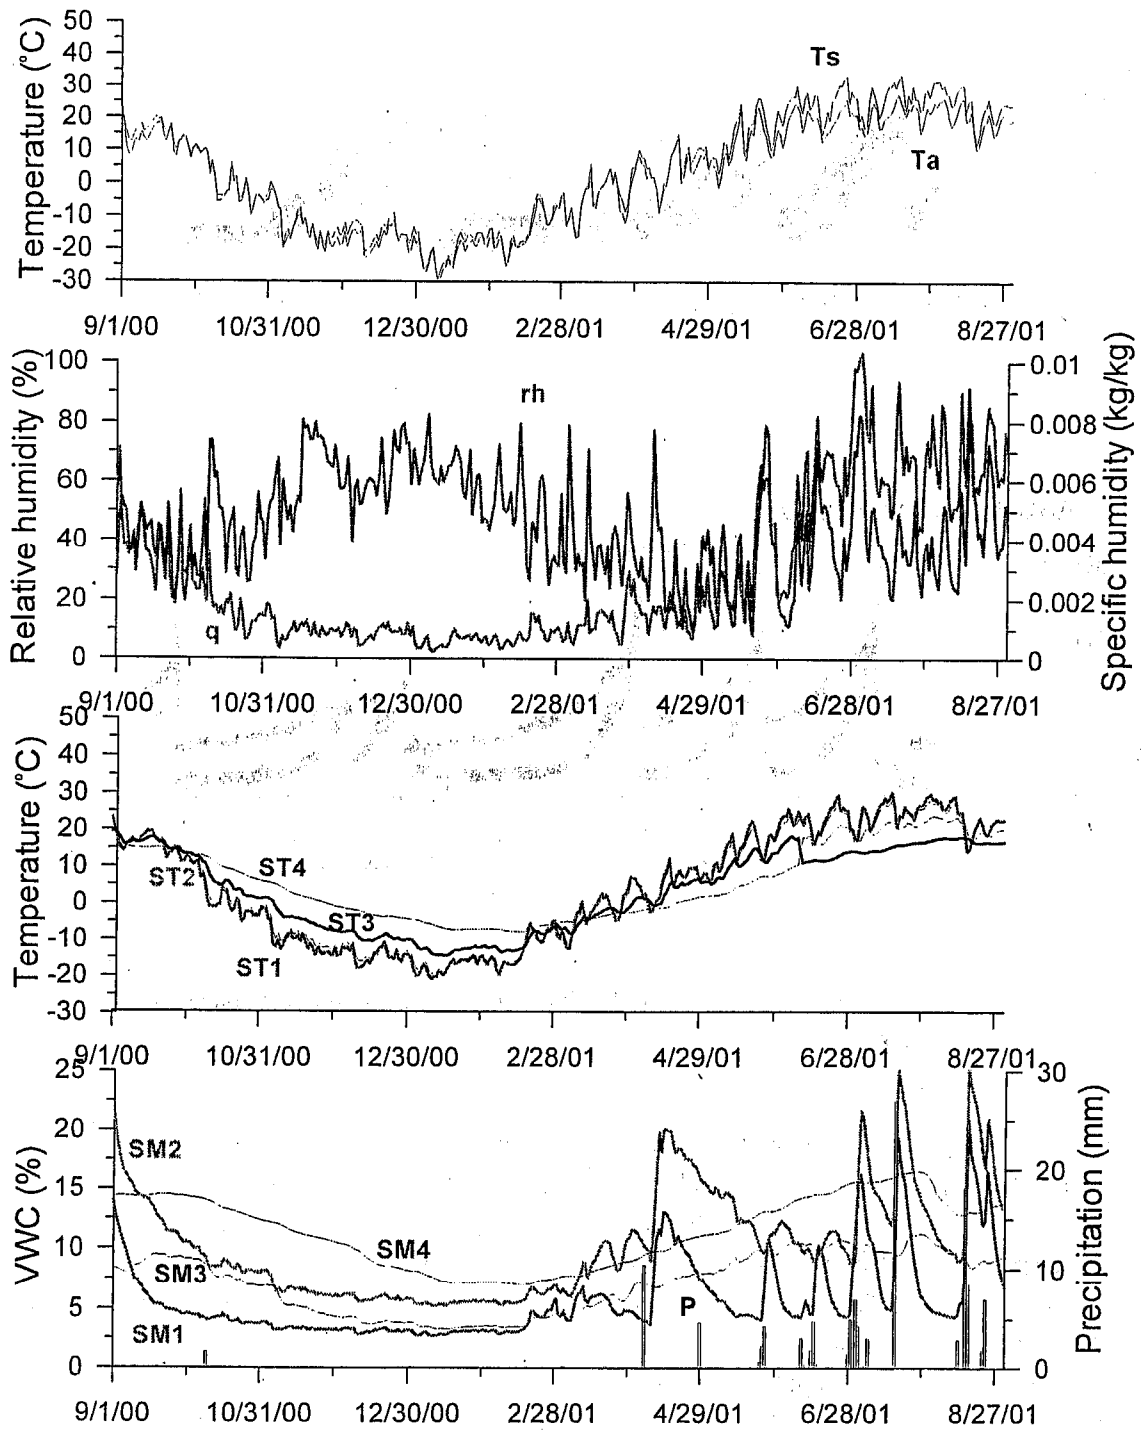 Temperature (°C)
50
40
30
20
10
0
-10
-20
-30
Ts
Ta
9/1/00 10/31/00 12/30/00 2/28/01 4/29/01 6/28/01 8/27/01
Relative humidity (%)
100
80
60
40
20
0
rh
q
Specific humidity (kg/kg)
0.01
0.008
0.006
0.004
0.002
0
9/1/00 10/31/00 12/30/00 2/28/01 4/29/01 6/28/01 8/27/01
Temperature (°C)
50
40
30
20
10
0
-10
-20
-30
ST4
ST2
ST3
ST1
9/1/00 10/31/00 12/30/00 2/28/01 4/29/01 6/28/01 8/27/01
VWC (%)
25
20
15
10
5
0
SM2
SM4
SM3
SM1
P
Precipitation (mm)
30
20
10
0
9/1/00 10/31/00 12/30/00 2/28/01 4/29/01 6/28/01 8/27/01